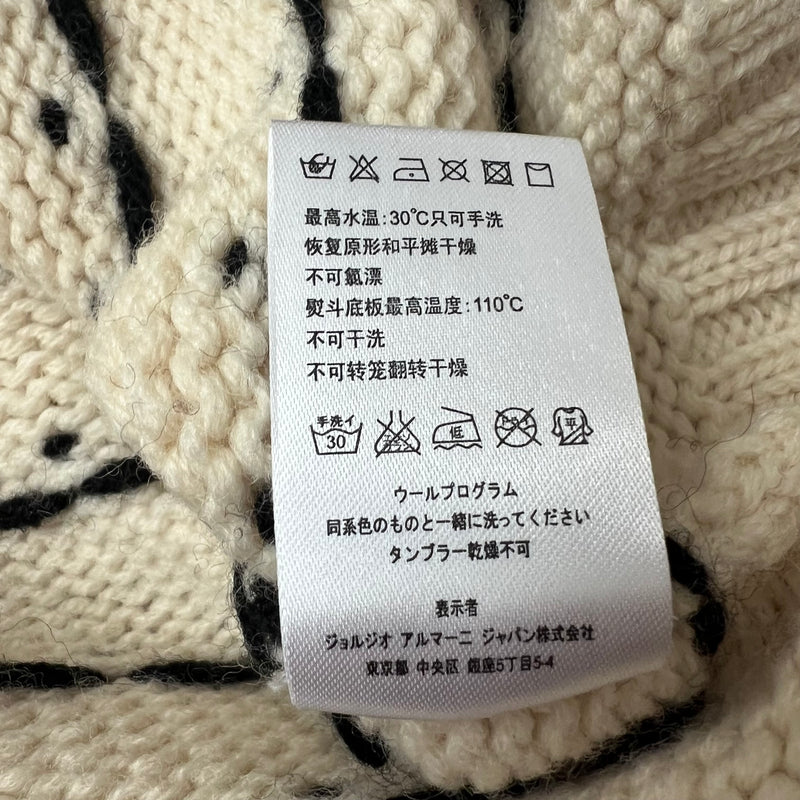 最高水温:30℃只可手洗
恢复原形和平摊干燥
不可氯漂
熨斗底板最高温度:110℃
不可干洗
不可转笼翻转干燥
手洗イ
30
低
平
ウールプログラム
同系色のものと一緒に洗ってください
タンブラー乾燥不可
表示者
ジョルジオ アルマーニ ジャパン株式会社
東京都 中央区 銀座5丁目5-4